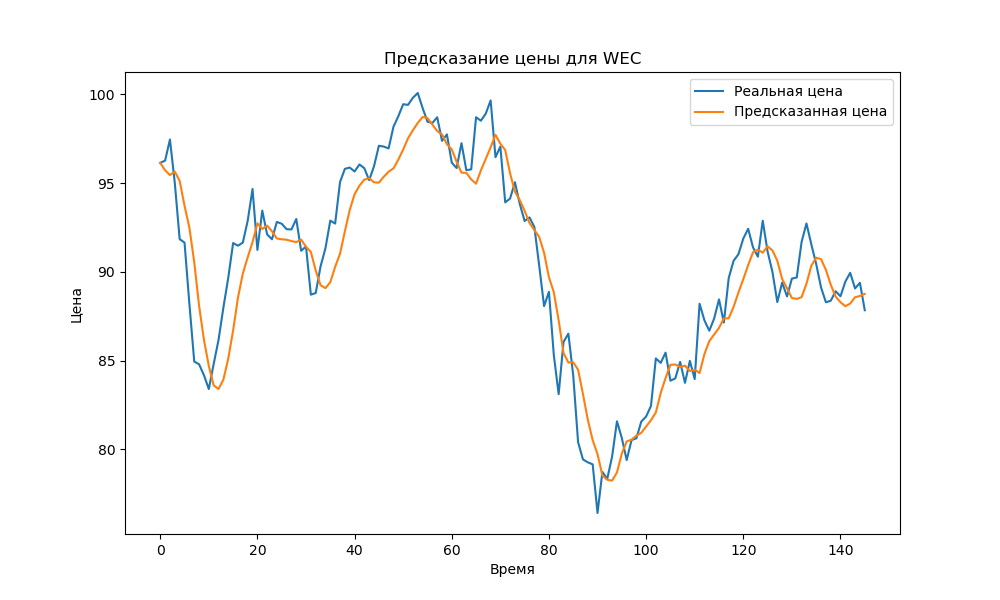 Предсказание цены для WEC
Реальная цена
Предсказанная цена
Цена
100
95
90
85
80
0 20 40 60 80 100 120 140
Время